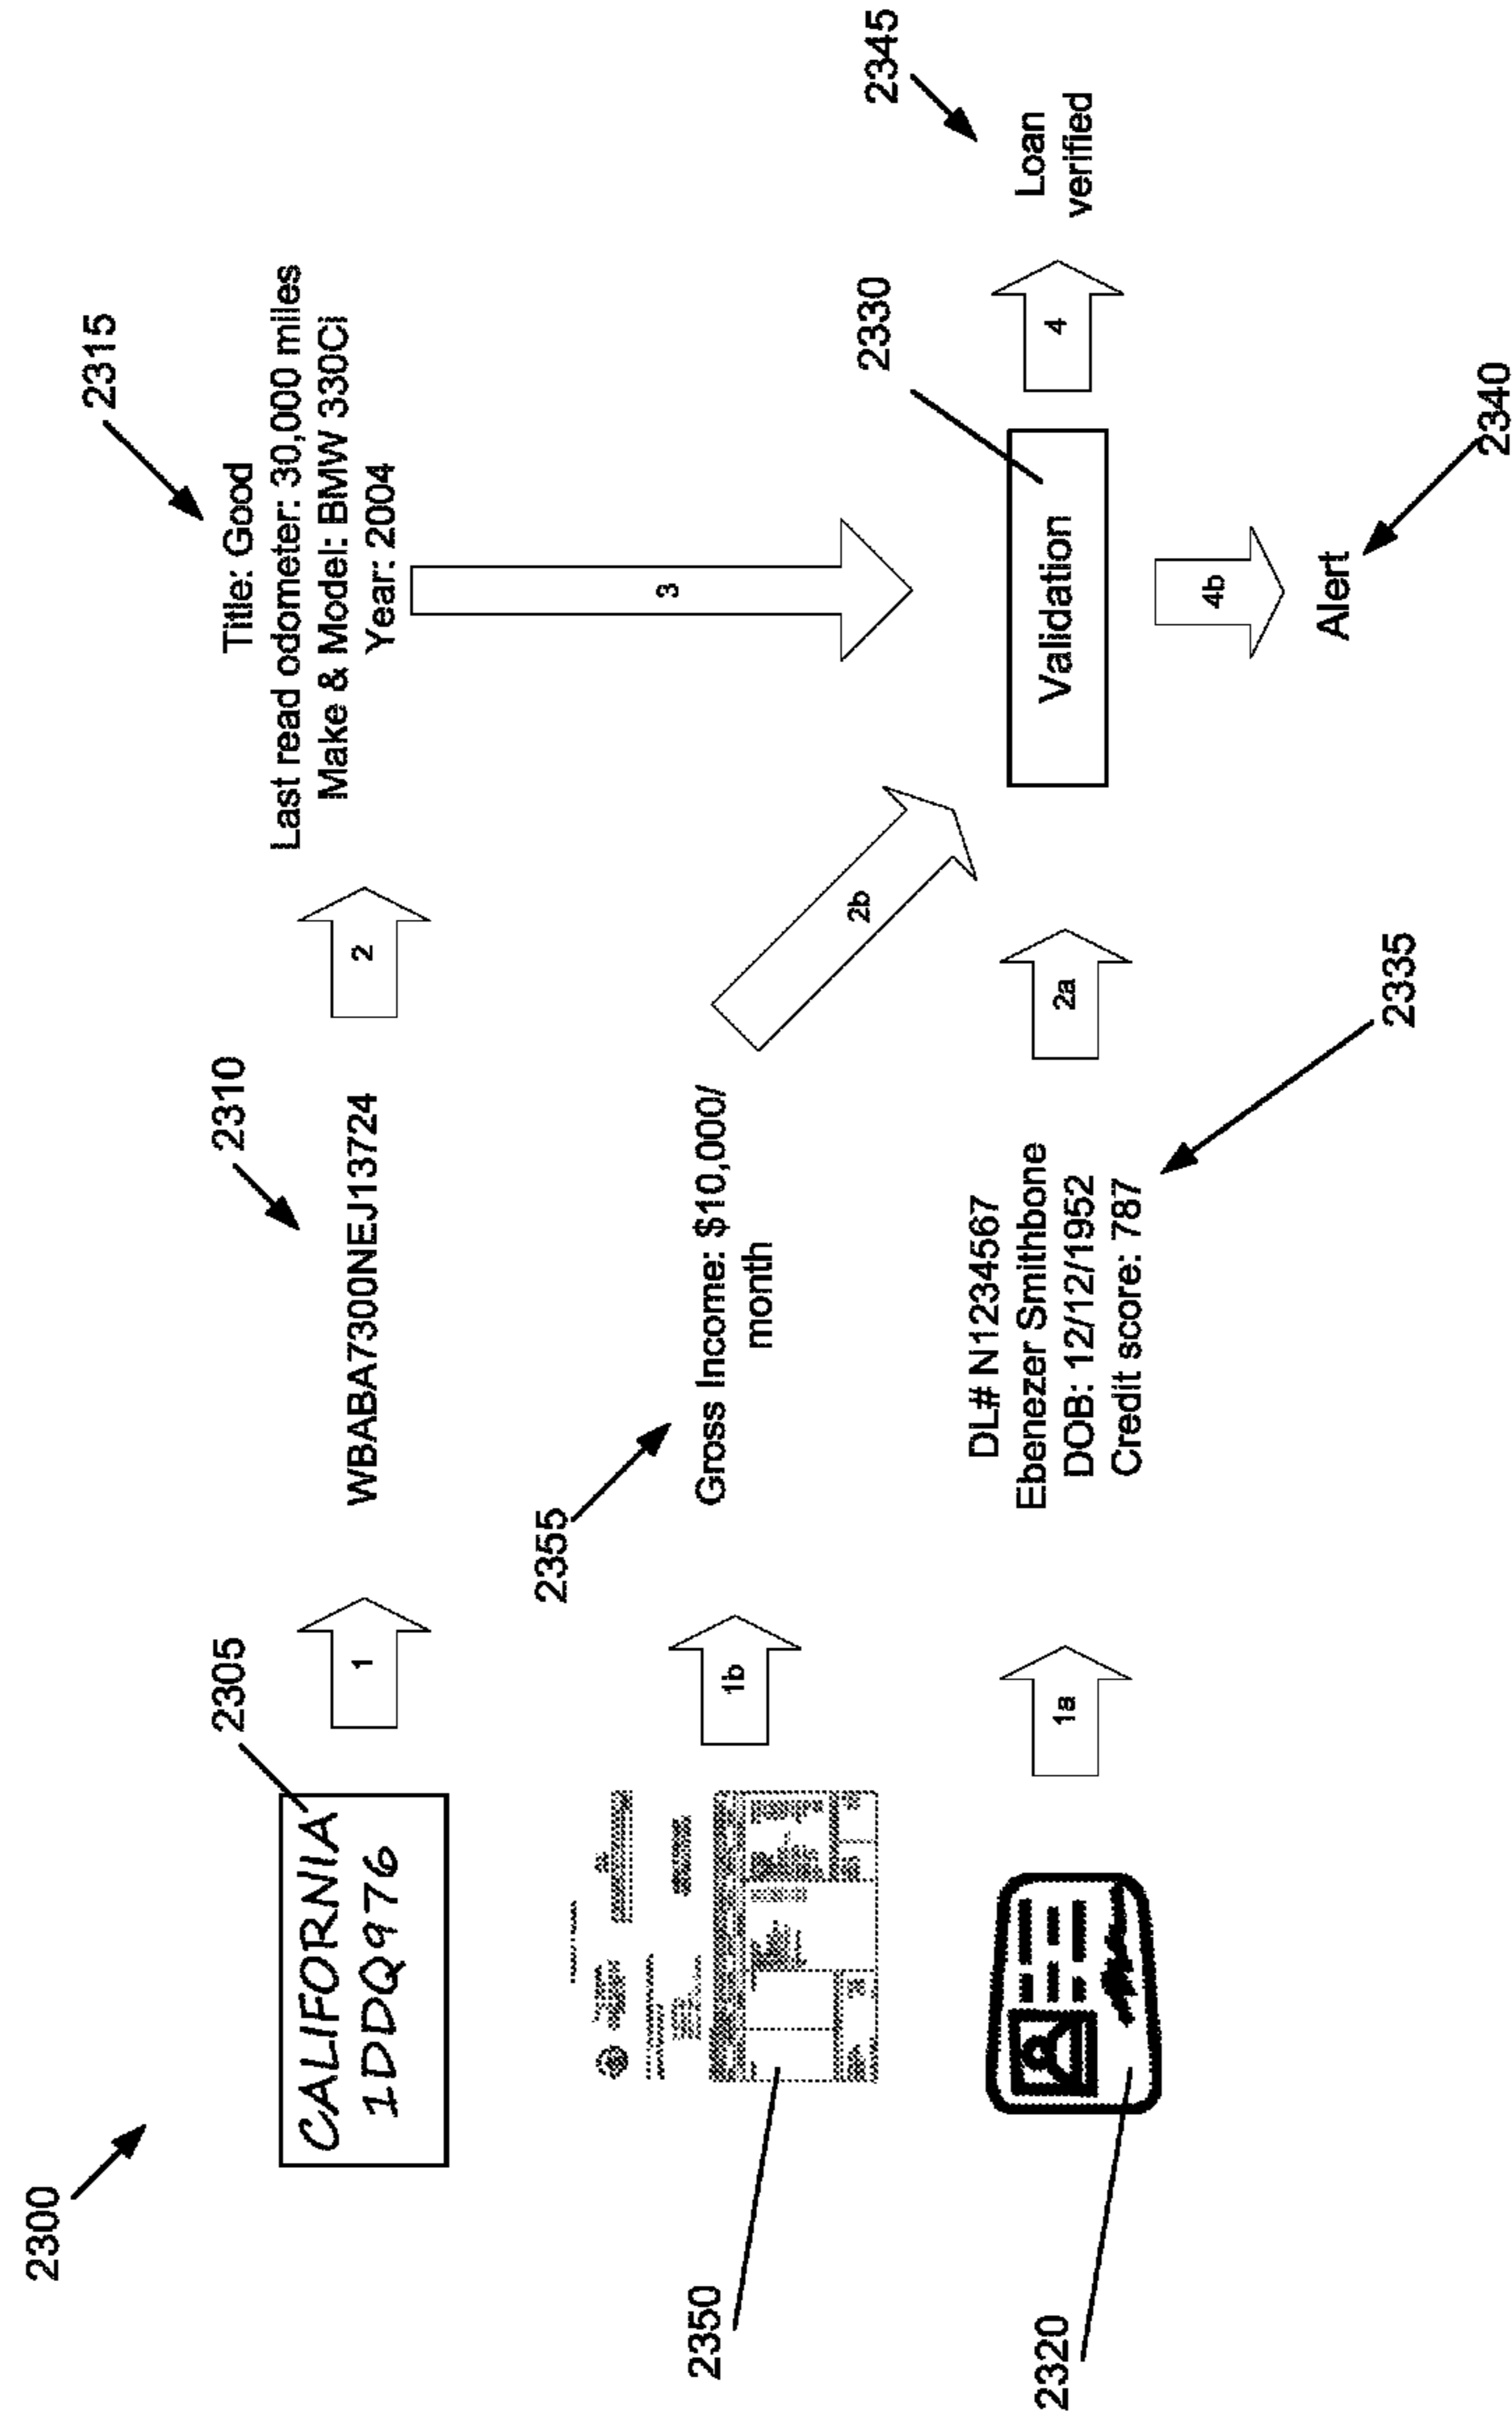 2300
2305
CALIFORNIA
1DDQ976
1
2310
WBABA7300NEJ13724
2
2315
Title: Good
Last read odometer: 30,000 miles
Make & Model: BMW 330Ci
Year: 2004
3
2350
1b
2355
Gross Income: $10,000/
month
2b
2320
1a
DL# N1234567
Ebenezer Smithbone
DOB: 12/12/1952
Credit score: 787
2335
2a
2330
Validation
4
2345
Loan
verified
4b
Alert
2340